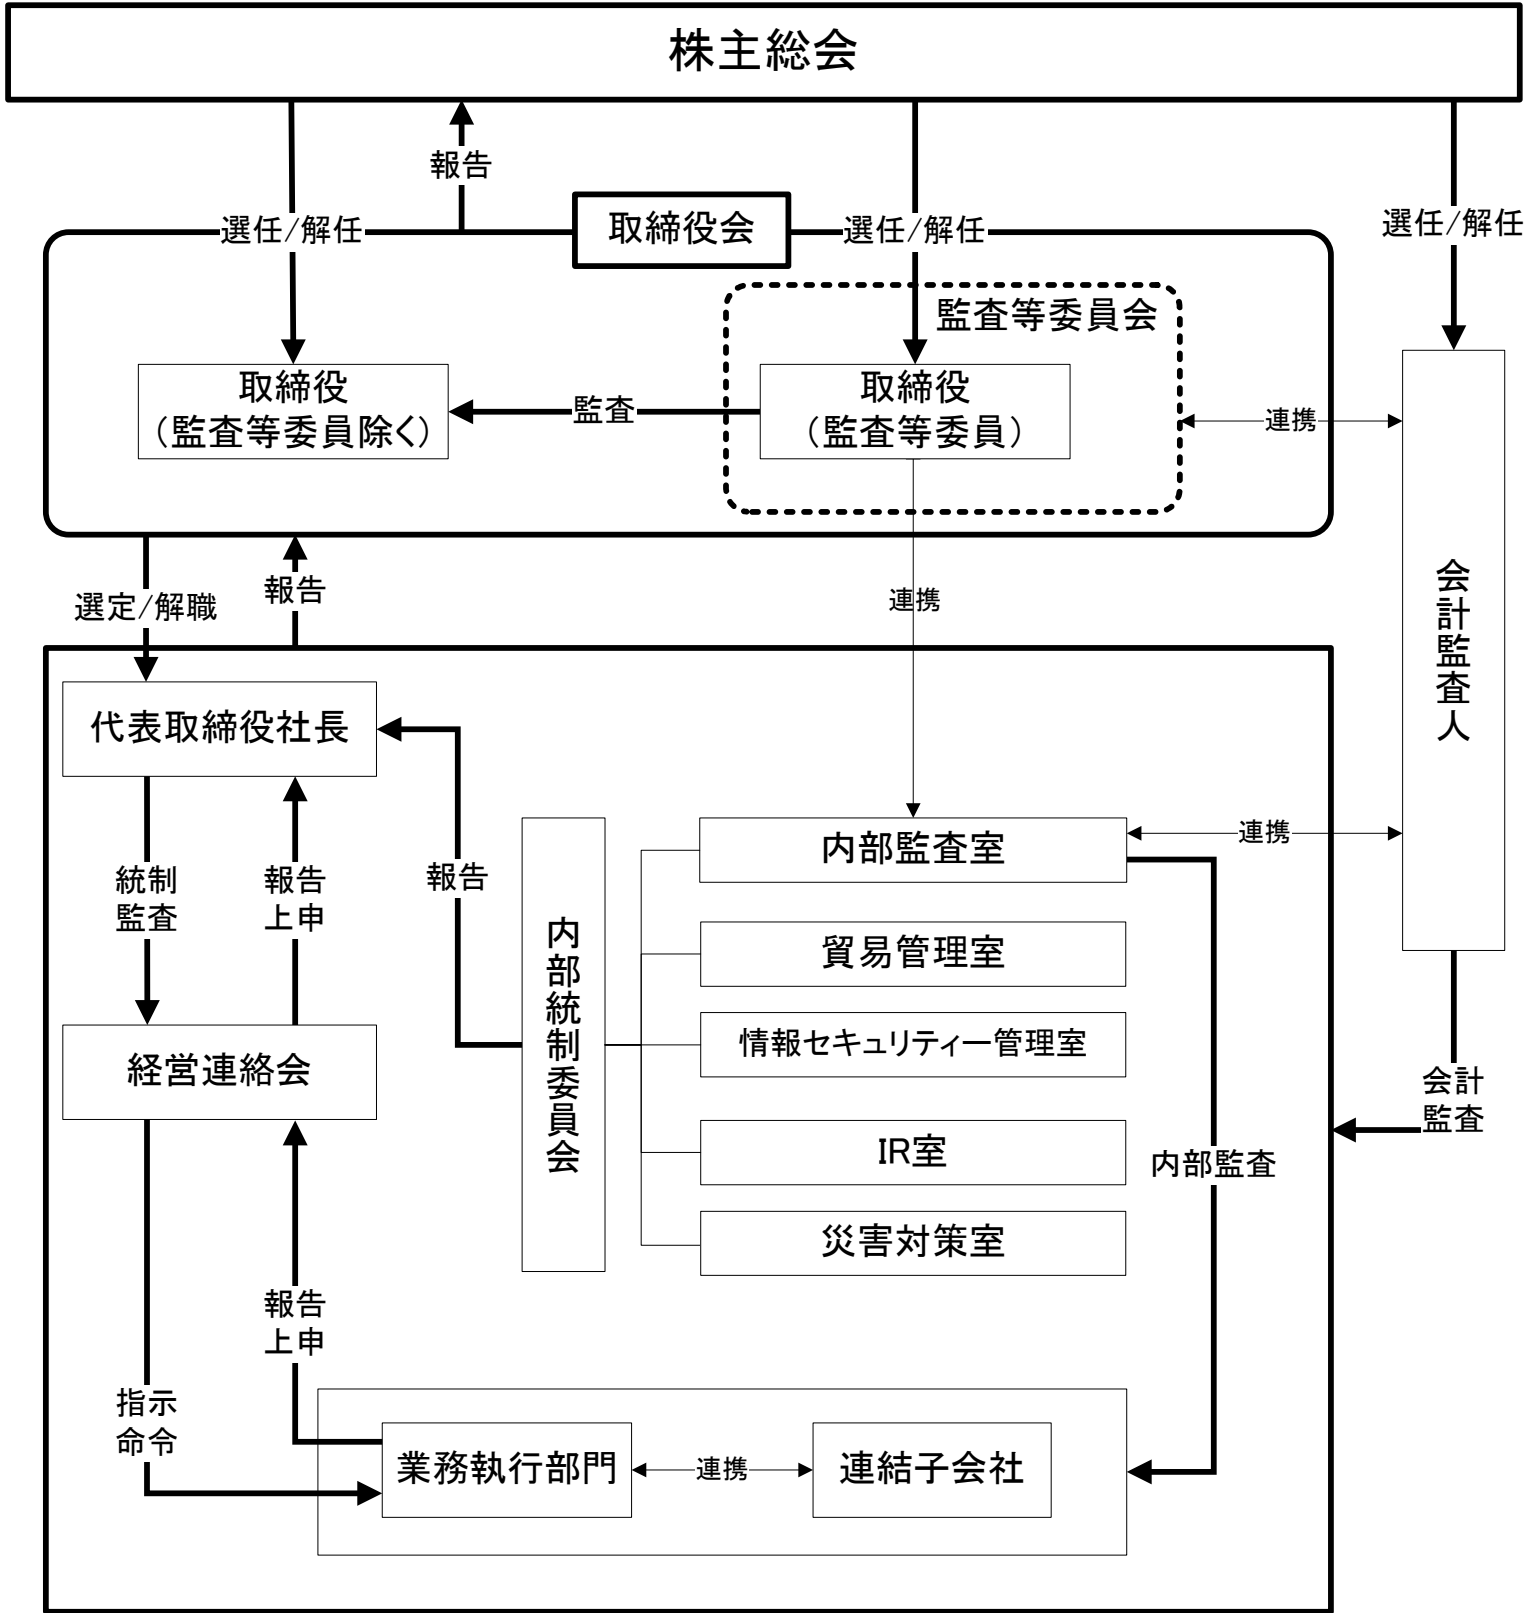 株主総会
報告
選任/解任
取締役会
選任/解任
選任/解任
監査等委員会
取締役
（監査等委員除く）
監査
取締役
（監査等委員）
連携
選定/解職
報告
連携
会計監査人
代表取締役社長
統制
監査
報告
上申
報告
内部監査室
連携
内部統制委員会
貿易管理室
情報セキュリティー管理室
経営連絡会
会計
監査
IR室
内部監査
災害対策室
報告
上申
指示
命令
業務執行部門
連携
連結子会社